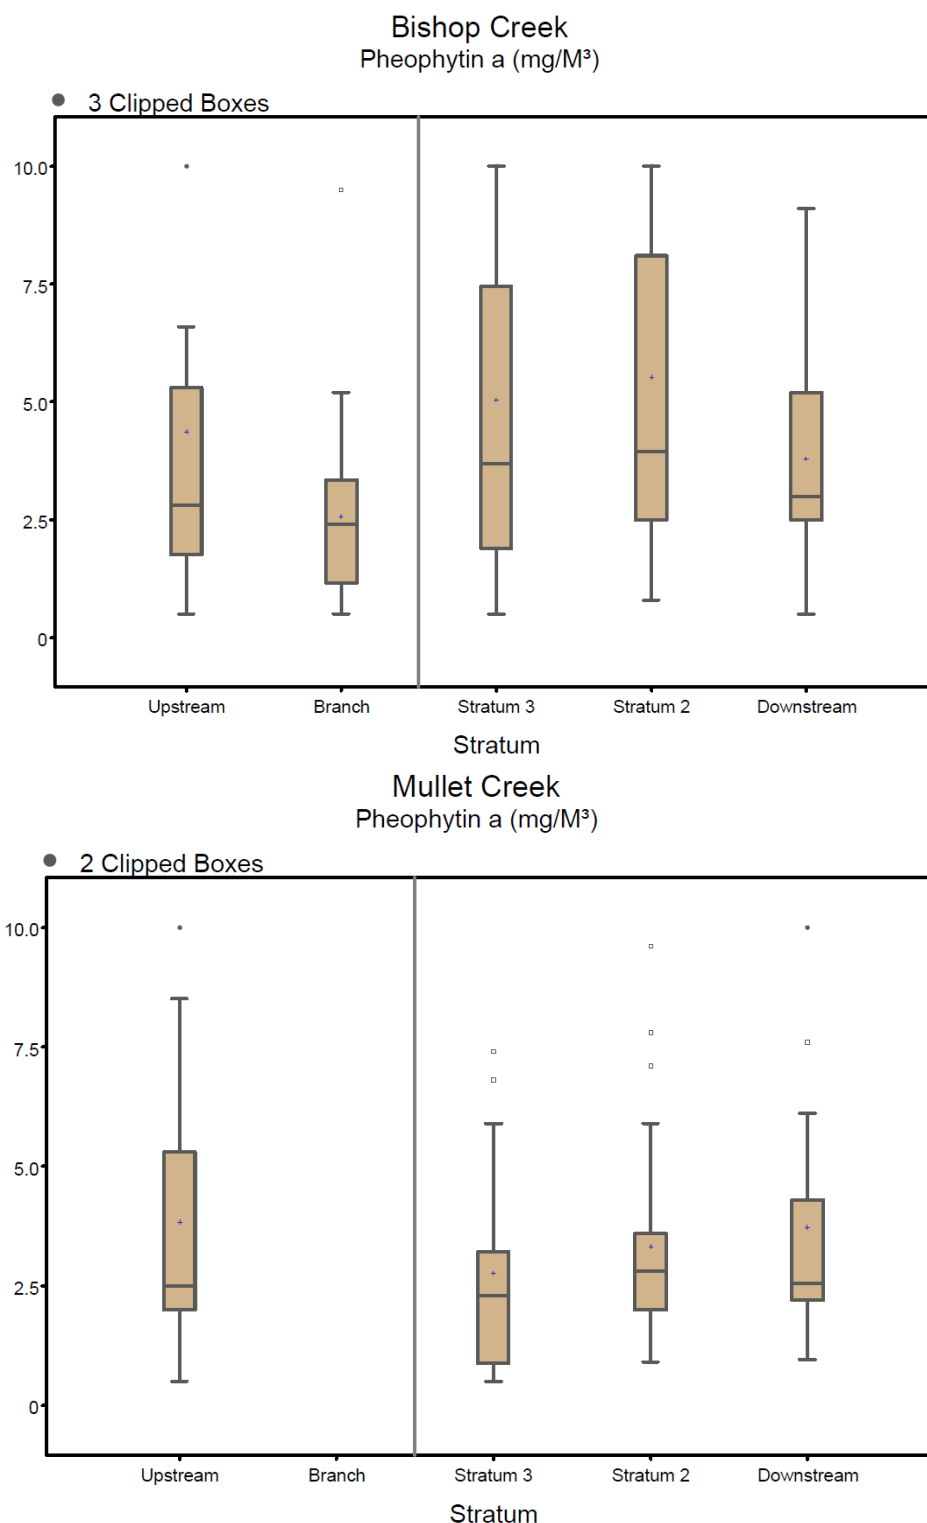 Bishop Creek
Pheophytin a (mg/M³)
3 Clipped Boxes
10.0
7.5
5.0
2.5
0
Upstream Branch Stratum 3 Stratum 2 Downstream
Stratum
Mullet Creek
Pheophytin a (mg/M³)
2 Clipped Boxes
10.0
7.5
5.0
2.5
0
Upstream Branch Stratum 3 Stratum 2 Downstream
Stratum